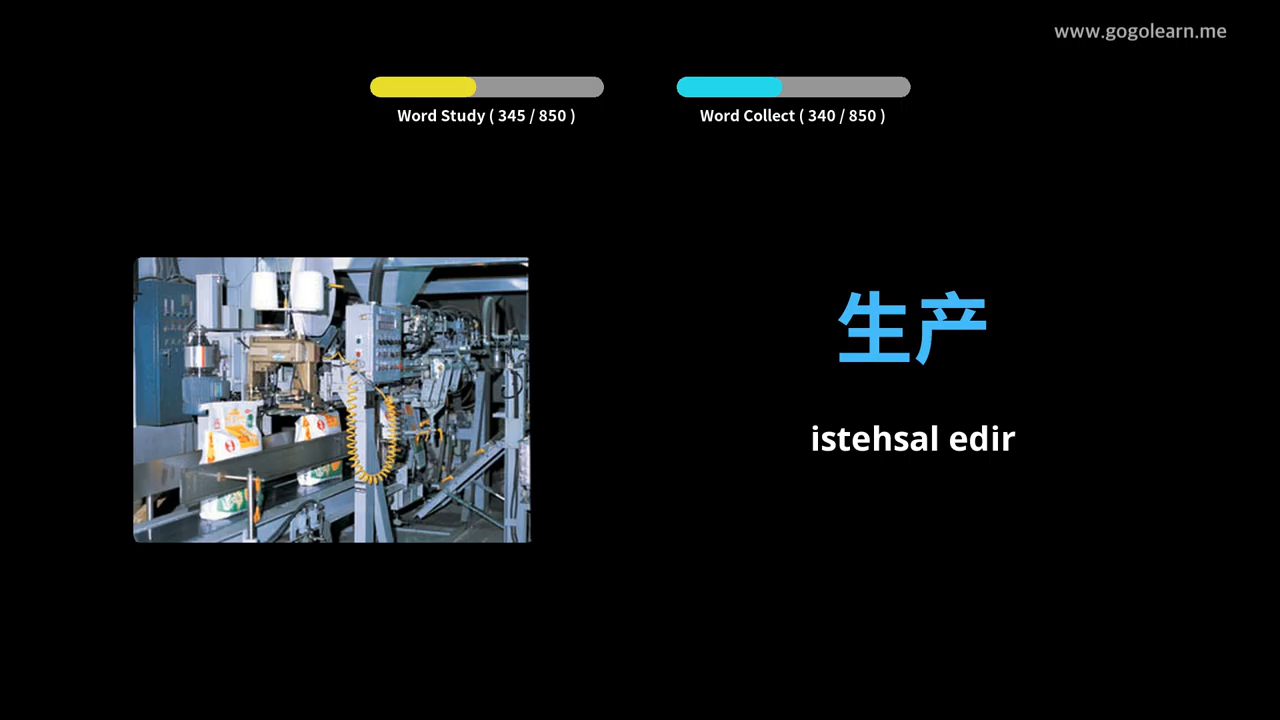 www.gogolearn.me
Word Study ( 345 / 850 )
Word Collect ( 340 / 850 )
生产
istehsal edir